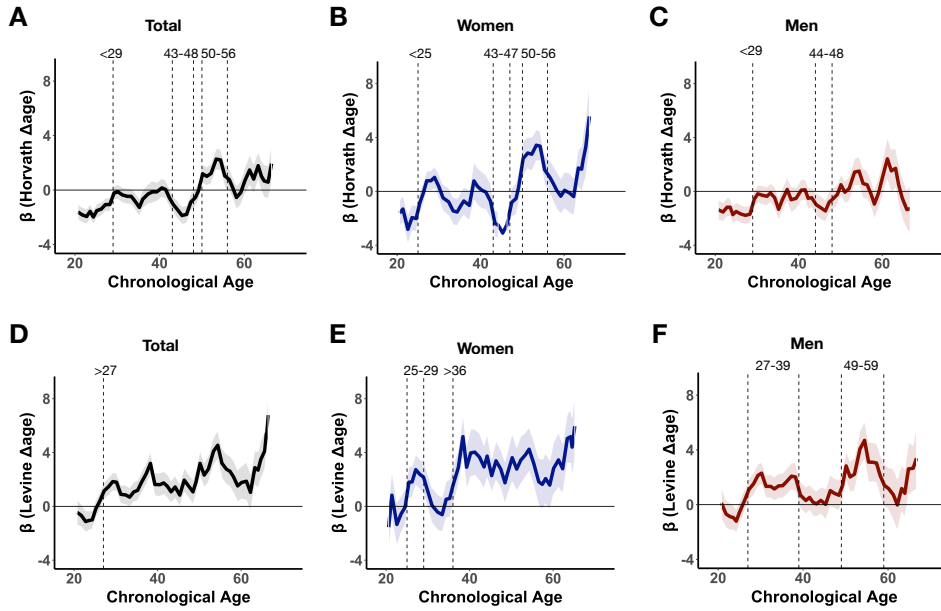 A
Total
<29 43-48 50-56
β (Horvath Δage)
8
4
0
-4
20 40 60
Chronological Age
B
Women
<25 43-47 50-56
β (Horvath Δage)
8
4
0
-4
20 40 60
Chronological Age
C
Men
<29 44-48
β (Horvath Δage)
8
4
0
-4
20 40 60
Chronological Age
D
Total
>27
β (Levine Δage)
8
4
0
-4
20 40 60
Chronological Age
E
Women
25-29 >36
β (Levine Δage)
8
4
0
-4
20 40 60
Chronological Age
F
Men
27-39 49-59
β (Levine Δage)
8
4
0
-4
20 40 60
Chronological Age